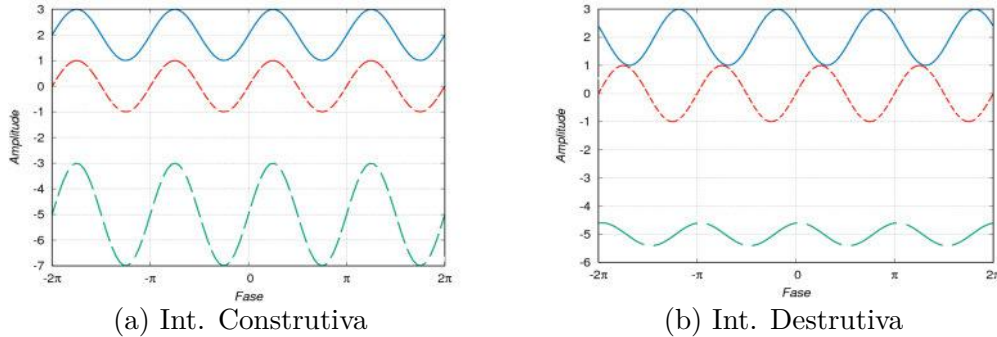 3
2
1
0
-1
-2
-3
-4
-5
-6
-7
Amplitude
-2π
-π
0
π
2π
Fase
(a) Int. Construtiva
3
2
1
0
-1
-2
-3
-4
-5
-6
Amplitude
-2π
-π
0
π
2π
Fase
(b) Int. Destrutiva